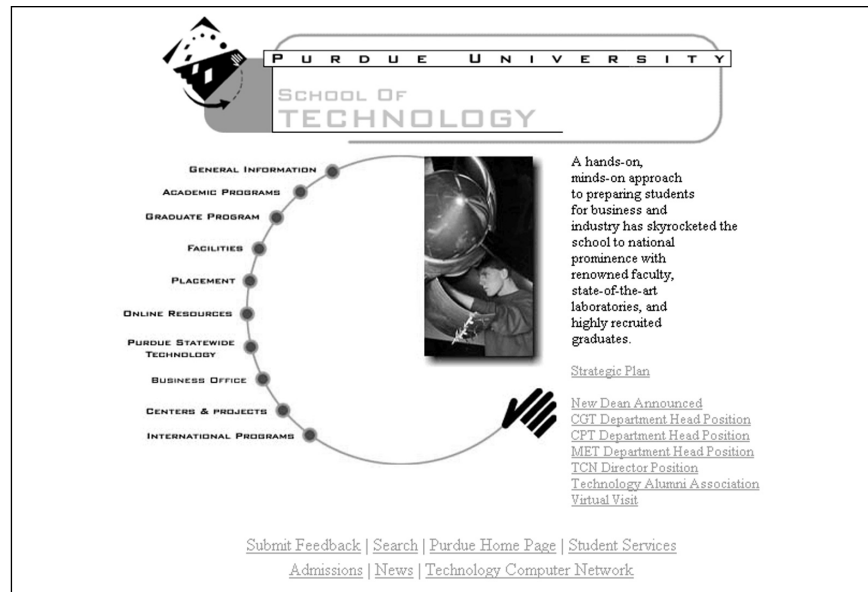 PURDUE UNIVERSITY
SCHOOL OF
TECHNOLOGY
GENERAL INFORMATION
ACADEMIC PROGRAMS
GRADUATE PROGRAM
FACILITIES
PLACEMENT
ONLINE RESOURCES
PURDUE STATEWIDE
TECHNOLOGY
BUSINESS OFFICE
CENTERS & PROJECTS
INTERNATIONAL PROGRAMS
A hands-on,
minds-on approach
to preparing students
for business and
industry has skyrocketed the
school to national
prominence with
renowned faculty,
state-of-the-art
laboratories, and
highly recruited
graduates.
Strategic Plan
New Dean Announced
CGT Department Head Position
CPT Department Head Position
MET Department Head Position
TCN Director Position
Technology Alumni Association
Virtual Visit
Submit Feedback | Search | Purdue Home Page | Student Services
Admissions | News | Technology Computer Network